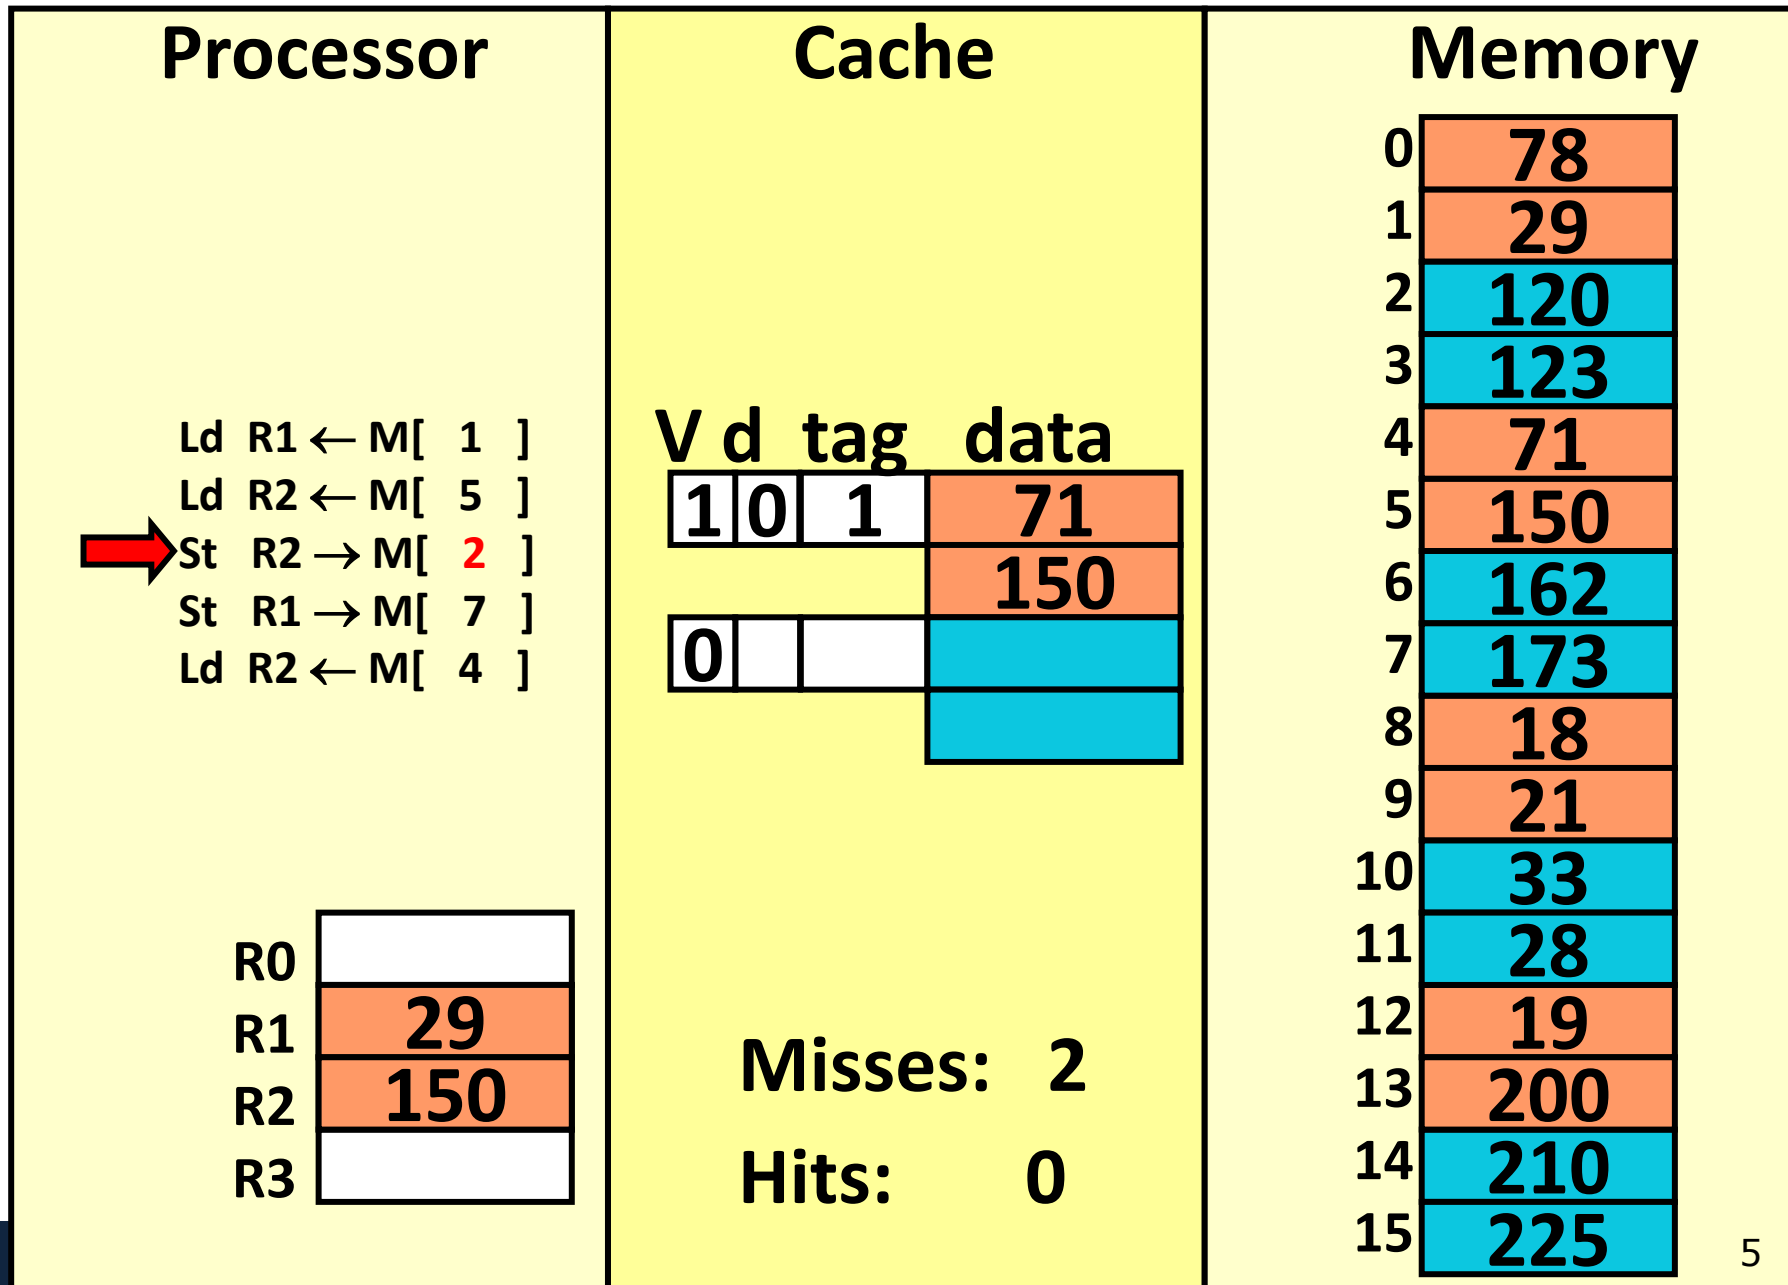 Processor
Ld R1 ← M[ 1 ]
Ld R2 ← M[ 5 ]
St R2 → M[ 2 ]
St R1 → M[ 7 ]
Ld R2 ← M[ 4 ]
R0
R1 29
R2 150
R3
Cache
V d tag data
1 0 1 71
150
0
Misses: 2
Hits: 0
Memory
0 78
1 29
2 120
3 123
4 71
5 150
6 162
7 173
8 18
9 21
10 33
11 28
12 19
13 200
14 210
15 225
5